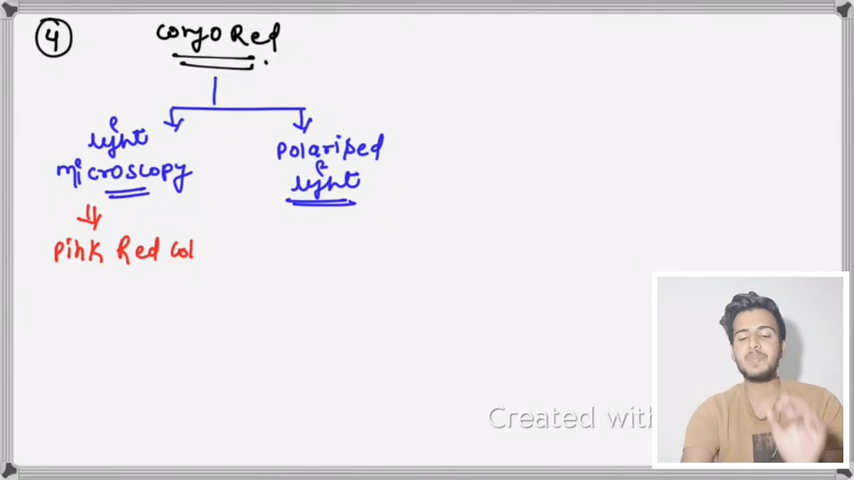 4
congo Red
light
microscopy
polarised
light
Pink Red col
Created with